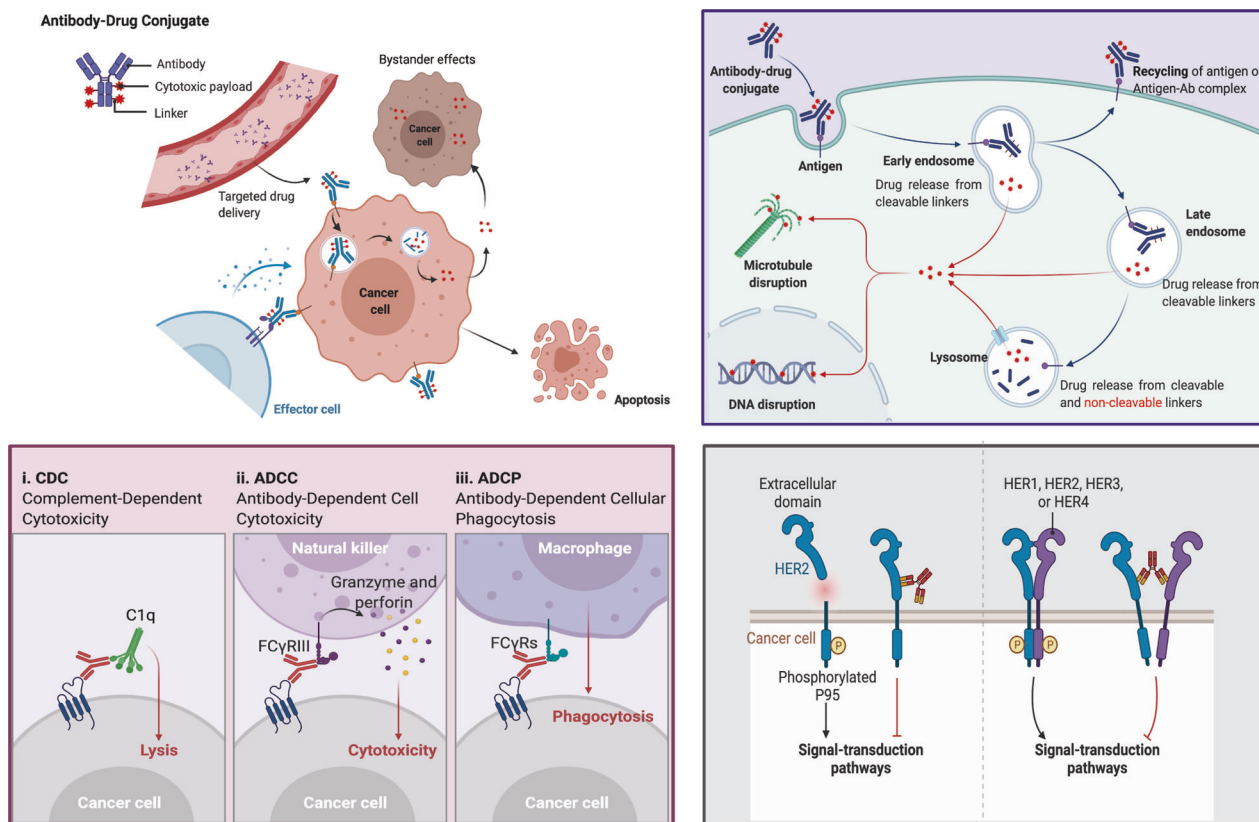 Antibody-Drug Conjugate
Antibody
Cytotoxic payload
Linker
Targeted drug
delivery
Bystander effects
Cancer
cell
Cancer
cell
Effector cell
Apoptosis
Antibody-drug
conjugate
Antigen
Early endosome
Drug release from
cleavable linkers
Recycling of antigen o
Antigen-Ab complex
Late
endosome
Drug release from
cleavable linkers
Microtubule
disruption
Lysosome
Drug release from cleavable
and non-cleavable linkers
DNA disruption
i. CDC
Complement-Dependent
Cytotoxicity
C1q
Lysis
Cancer cell
ii. ADCC
Antibody-Dependent Cell
Cytotoxicity
Natural killer
Granzyme and
perforin
FCγRIII
Cytotoxicity
Cancer cell
iii. ADCP
Antibody-Dependent Cellular
Phagocytosis
Macrophage
FCγRs
Phagocytosis
Cancer cell
Extracellular
domain
HER2
Cancer cell
P
Phosphorylated
P95
Signal-transduction
pathways
HER1, HER2, HER3,
or HER4
P
P
Signal-transduction
pathways